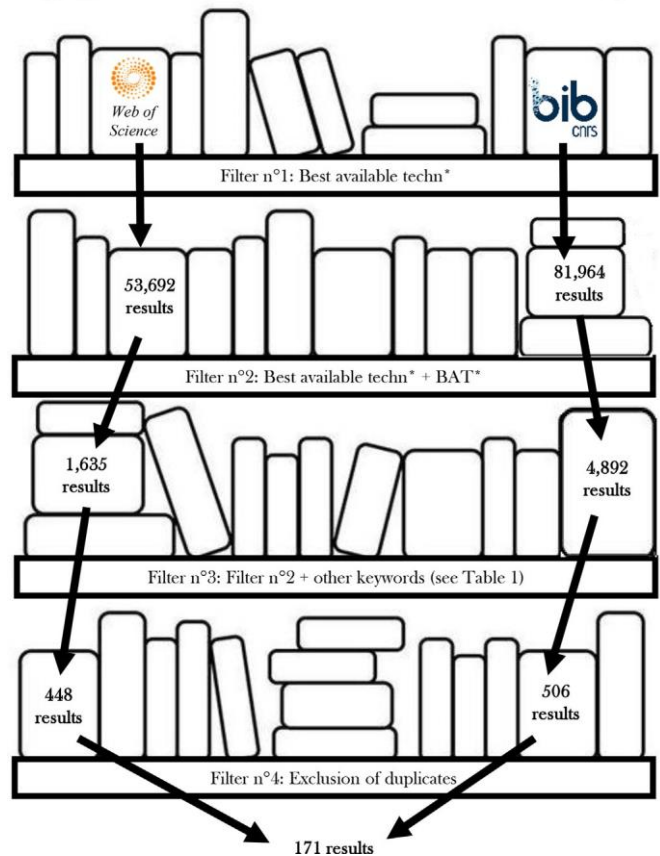 Web of
Science
bib
cnrs
Filter n°1: Best available techn*
53,692
results
81,964
results
Filter n°2: Best available techn* + BAT*
1,635
results
4,892
results
Filter n°3: Filter n°2 + other keywords (see Table 1)
448
results
506
results
Filter n°4: Exclusion of duplicates
171 results